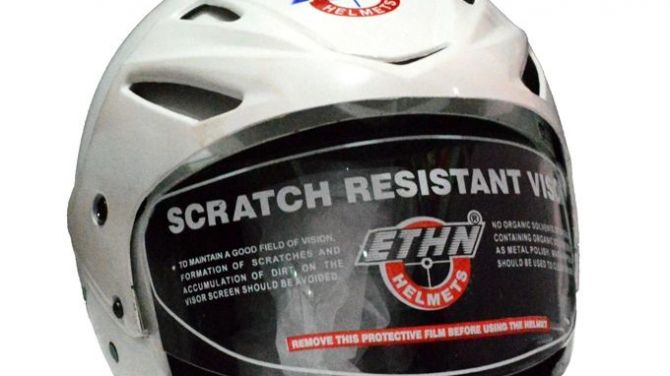 HELMETS
SCRATCH RESISTANT
• TO MAINTAIN A GOOD FIELD OF VISION,
FORMATION OF SCRATCHES AND
ACCUMULATION OF DIRT ON THE
VISOR SCREEN SHOULD BE AVOIDED.
ETHN®
HELMETS
NO ORGANIC
CONTAINING ORGANIC
AS METAL POLISH
SHOULD BE USED
REMOVE THIS PROTECTIVE FILM BEFORE USING THE HELMET